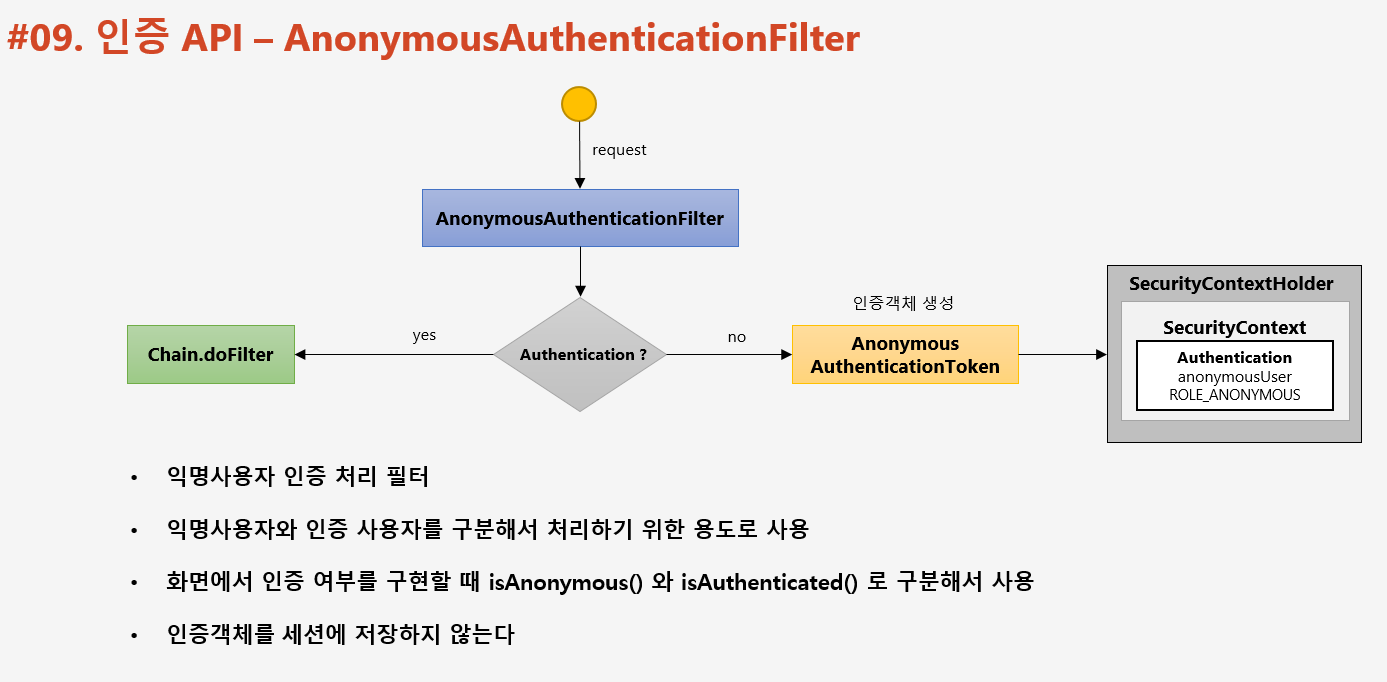 #09. 인증 API – AnonymousAuthenticationFilter
request
AnonymousAuthenticationFilter
Chain.doFilter
yes
Authentication ?
no
인증객체 생성
Anonymous
AuthenticationToken
SecurityContextHolder
SecurityContext
Authentication
anonymousUser
ROLE_ANONYMOUS
• 익명사용자 인증 처리 필터
• 익명사용자와 인증 사용자를 구분해서 처리하기 위한 용도로 사용
• 화면에서 인증 여부를 구현할 때 isAnonymous() 와 isAuthenticated() 로 구분해서 사용
• 인증객체를 세션에 저장하지 않는다